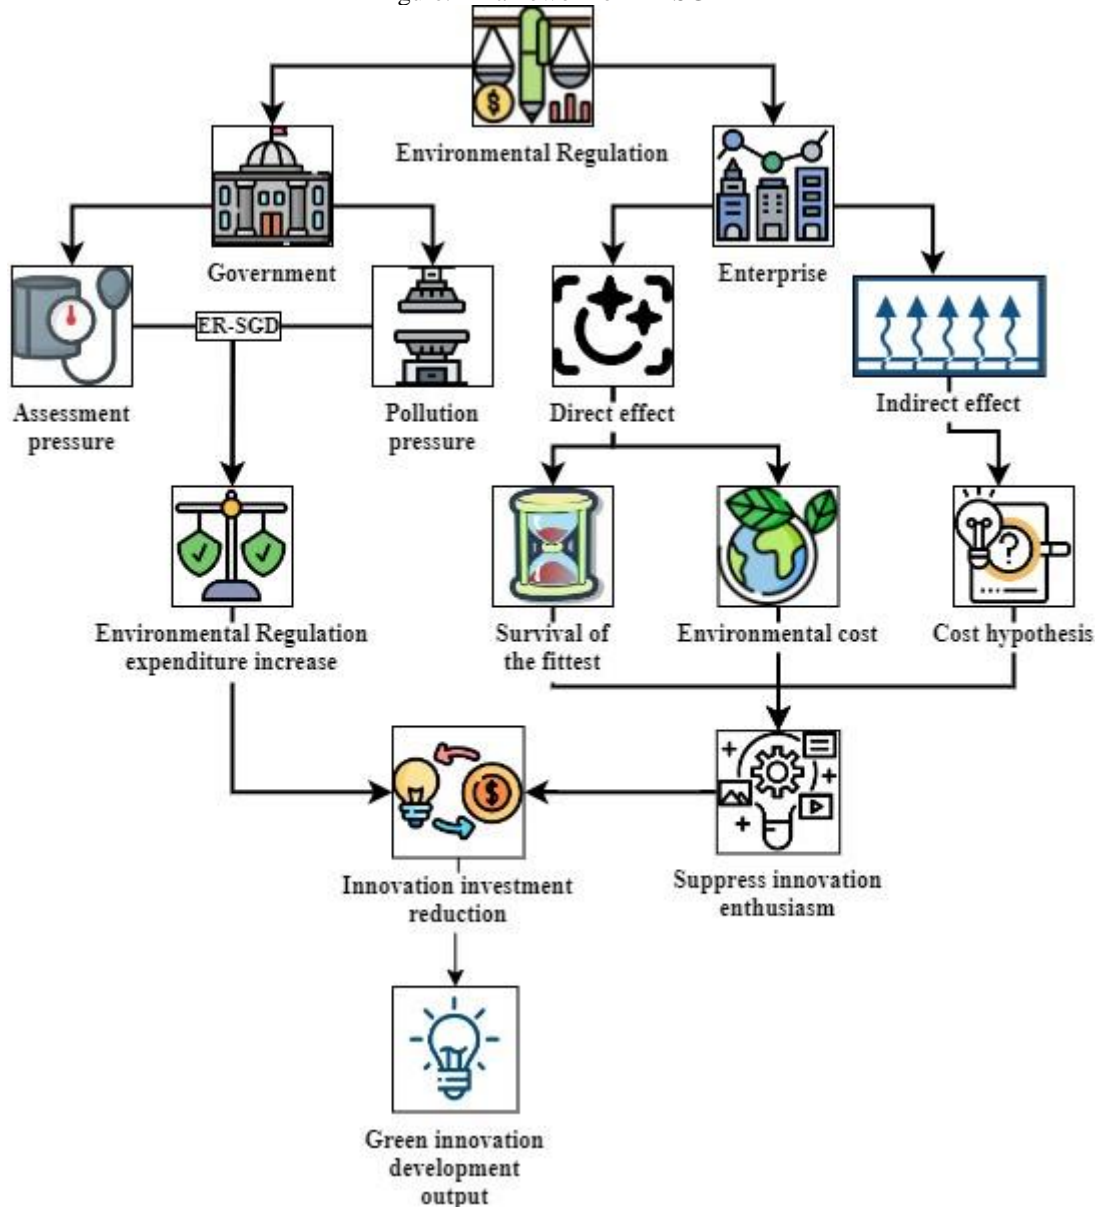 Environmental Regulation
Government
Enterprise
ER-SGD
Assessment
pressure
Pollution
pressure
Direct effect
Indirect effect
Environmental Regulation
expenditure increase
Survival of
the fittest
Environmental cost
Cost hypothesis
Innovation investment
reduction
Suppress innovation
enthusiasm
Green innovation
development
output